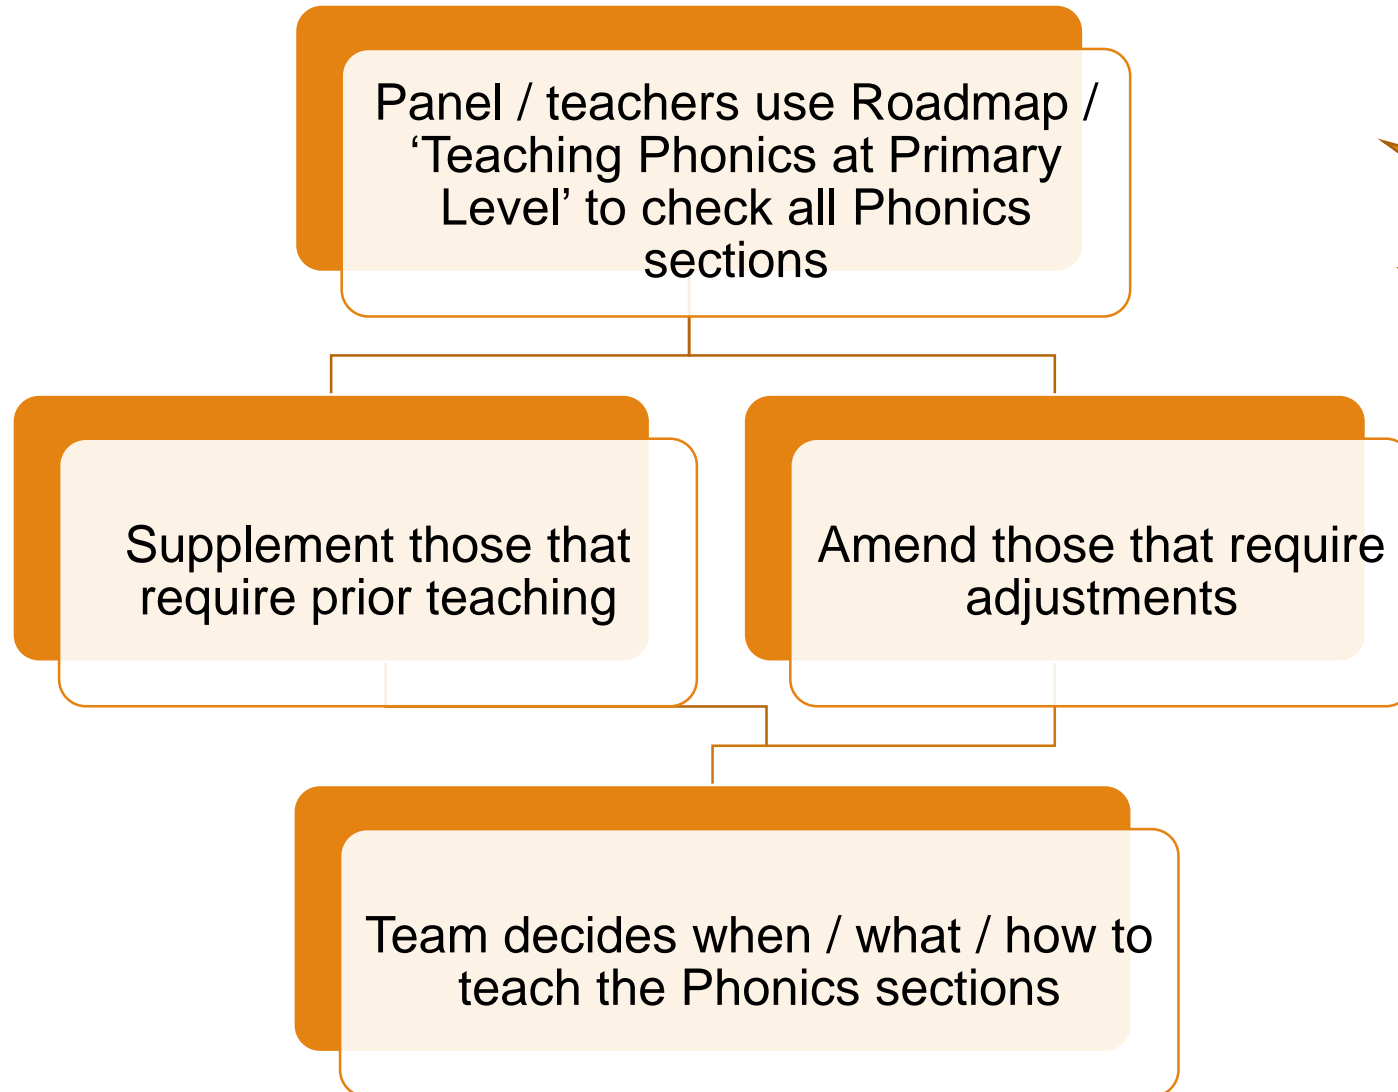 Panel / teachers use Roadmap /
‘Teaching Phonics at Primary
Level’ to check all Phonics
sections
Supplement those that
require prior teaching
Amend those that require
adjustments
Team decides when / what / how to
teach the Phonics sections